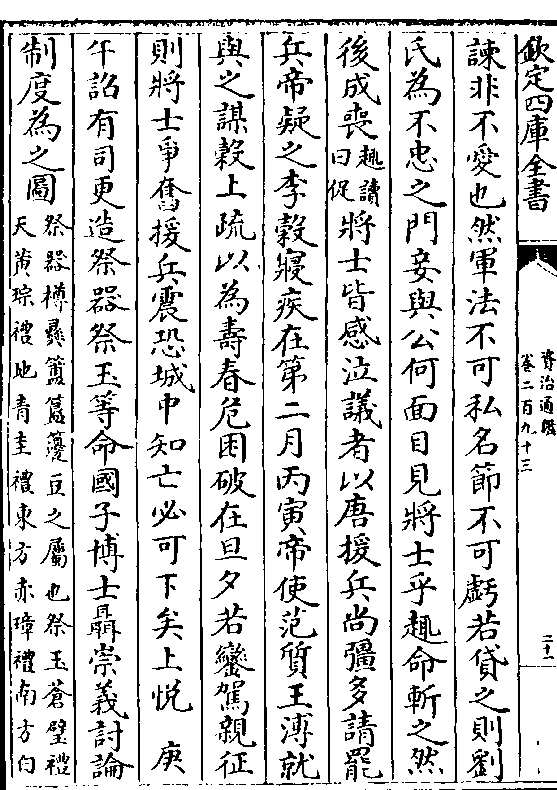 欽定四庫全書
資治通鑑
卷二百九十三
二十一
諫非不愛也然軍法不可私名節不可虧若貸之則劉
氏為不忠之門妾與公何面目見將士乎趣命斬之然
後成喪趣讀曰促將士皆感泣議者以唐援兵尚彊多請罷
兵帝疑之李穀寢疾在第二月丙寅帝使范質王溥就
與之謀穀上疏以為壽春危困破在旦夕若鑾駕親征
則將士爭奮援兵震恐城中知亡必可下矣上悅 庚
午詔有司更造祭器祭玉等命國子博士聶崇義討論
制度為之圖祭器樽彞簠簋籩豆之屬也祭玉蒼璧禮
天黄琮禮地青圭禮東方赤璋禮南方白